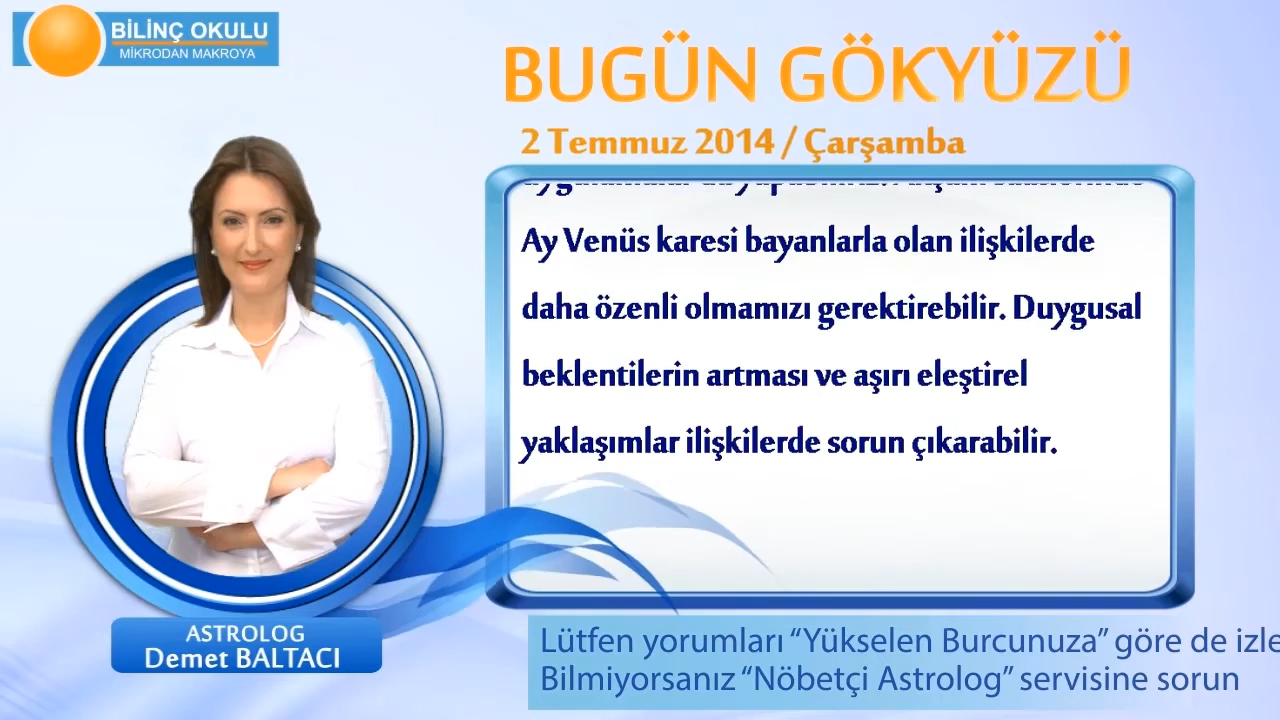 BİLİNÇ OKULU
MİKRODAN MAKROYA
BUGÜN GÖKYÜZÜ
2 Temmuz 2014 / Çarşamba
Ay Venüs karesi bayanlarla olan ilişkilerde
daha özenli olmamızı gerektirebilir. Duygusal
beklentilerin artması ve aşırı eleştirel
yaklaşımlar ilişkilerde sorun çıkarabilir.
ASTROLOG
Demet BALTACI
Lütfen yorumları “Yükselen Burcunuza” göre de izle
Bilmiyorsanız “Nöbetçi Astrolog” servisine sorun